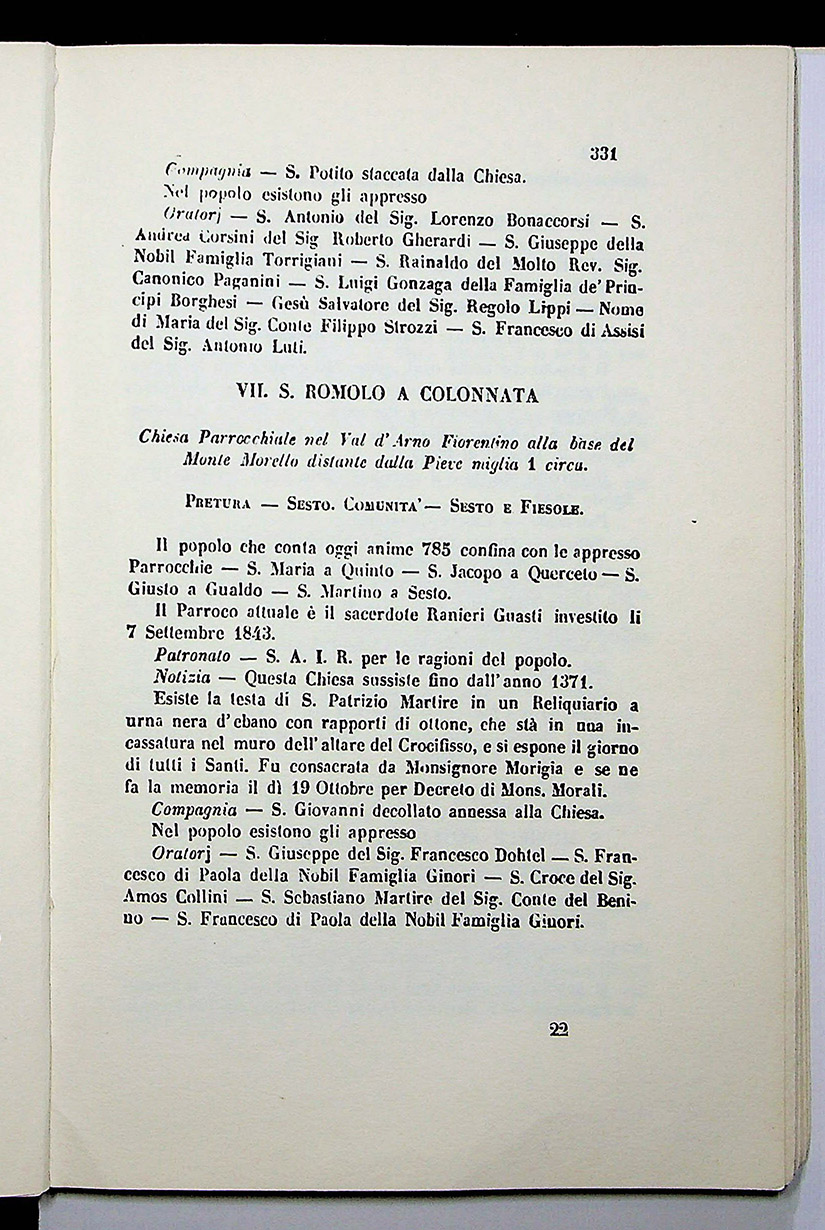 331
Compagnia — S. Potito staccata dalla Chiesa.
Nel popolo esistono gli appresso
Oratorj — S. Antonio del Sig. Lorenzo Bonaccorsi — S.
Andrea Corsini del Sig Roberto Gherardi — S. Giuseppe della
Nobil Famiglia Torrigiani — S. Rainaldo del Molto Rev. Sig.
Canonico Paganini — S. Luigi Gonzaga della Famiglia de' Prin-
cipi Borghesi — Gesù Salvatore del Sig. Regolo Lippi — Nome
di Maria del Sig. Conte Filippo Strozzi — S. Francesco di Assisi
del Sig. Antonio Luti.
VII. S. ROMOLO A COLONNATA
Chiesa Parrocchiale nel Val d'Arno Fiorentino alla base del
Monte Morello distante dalla Pieve miglia 1 circa.
PRETURA — SESTO. COMUNITA' — SESTO E FIESOLE.
Il popolo che conta oggi anime 785 confina con le appresso
Parrocchie — S. Maria a Quinto — S. Jacopo a Querceto — S.
Giusto a Gualdo — S. Martino a Sesto.
Il Parroco attuale è il sacerdote Ranieri Guasti investito li
7 Settembre 1843.
Patronato — S. A. I. R. per le ragioni del popolo.
Notizia — Questa Chiesa sussiste fino dall'anno 1371.
Esiste la testa di S. Patrizio Martire in un Reliquiario a
urna nera d'ebano con rapporti di ottone, che stà in una in-
cassatura nel muro dell'altare del Crocifisso, e si espone il giorno
di tutti i Santi. Fu consacrata da Monsignore Morigia e se ne
fa la memoria il dì 19 Ottobre per Decreto di Mons. Morali.
Compagnia — S. Giovanni decollato annessa alla Chiesa.
Nel popolo esistono gli appresso
Oratorj — S. Giuseppe del Sig. Francesco Dohtel — S. Fran-
cesco di Paola della Nobil Famiglia Ginori — S. Croce del Sig.
Amos Collini — S. Sebastiano Martire del Sig. Conte del Beni-
no — S. Francesco di Paola della Nobil Famiglia Ginori.
22